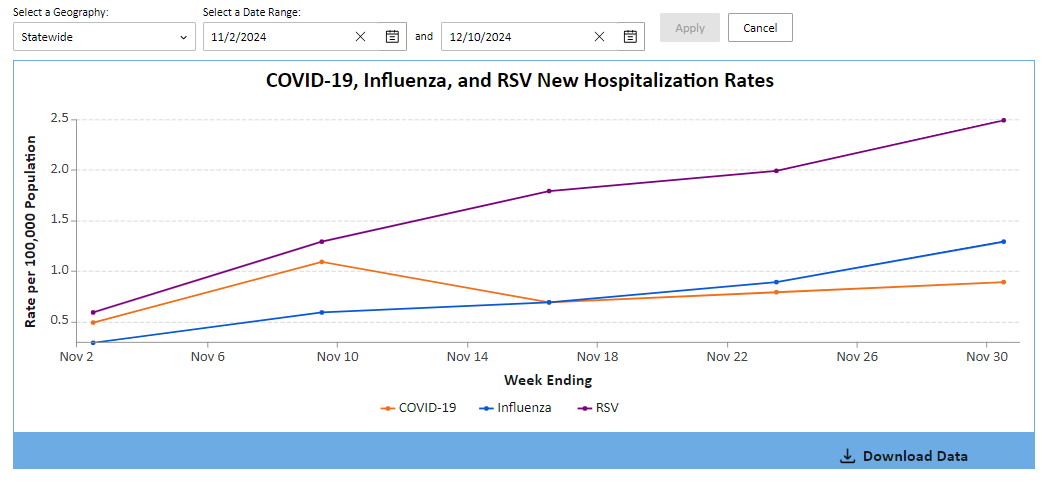 Select a Geography: Select a Date Range:
Statewide 11/2/2024 and 12/10/2024 Apply Cancel
COVID-19, Influenza, and RSV New Hospitalization Rates
Rate per 100,000 Population
2.5
2.0
1.5
1.0
0.5
Nov 2 Nov 6 Nov 10 Nov 14 Nov 18 Nov 22 Nov 26 Nov 30
Week Ending
COVID-19 Influenza RSV
Download Data